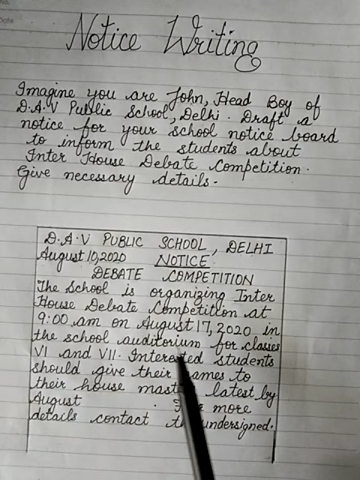 Notice Writing
Imagine you are John, Head Boy of
D.A.V Public School, Delhi. Draft a
notice for your school notice board
to inform the students about
Inter House Debate Competition.
Give necessary details.
D.A.V PUBLIC SCHOOL, DELHI
August 10, 2020 NOTICE
DEBATE COMPETITION
The School is organizing Inter
House Debate Competition at
9:00 am on August 17, 2020 in
the school auditorium for classes
VI and VII. Interested students
should give their names to
their house latest by
August more
details contact undersigned.